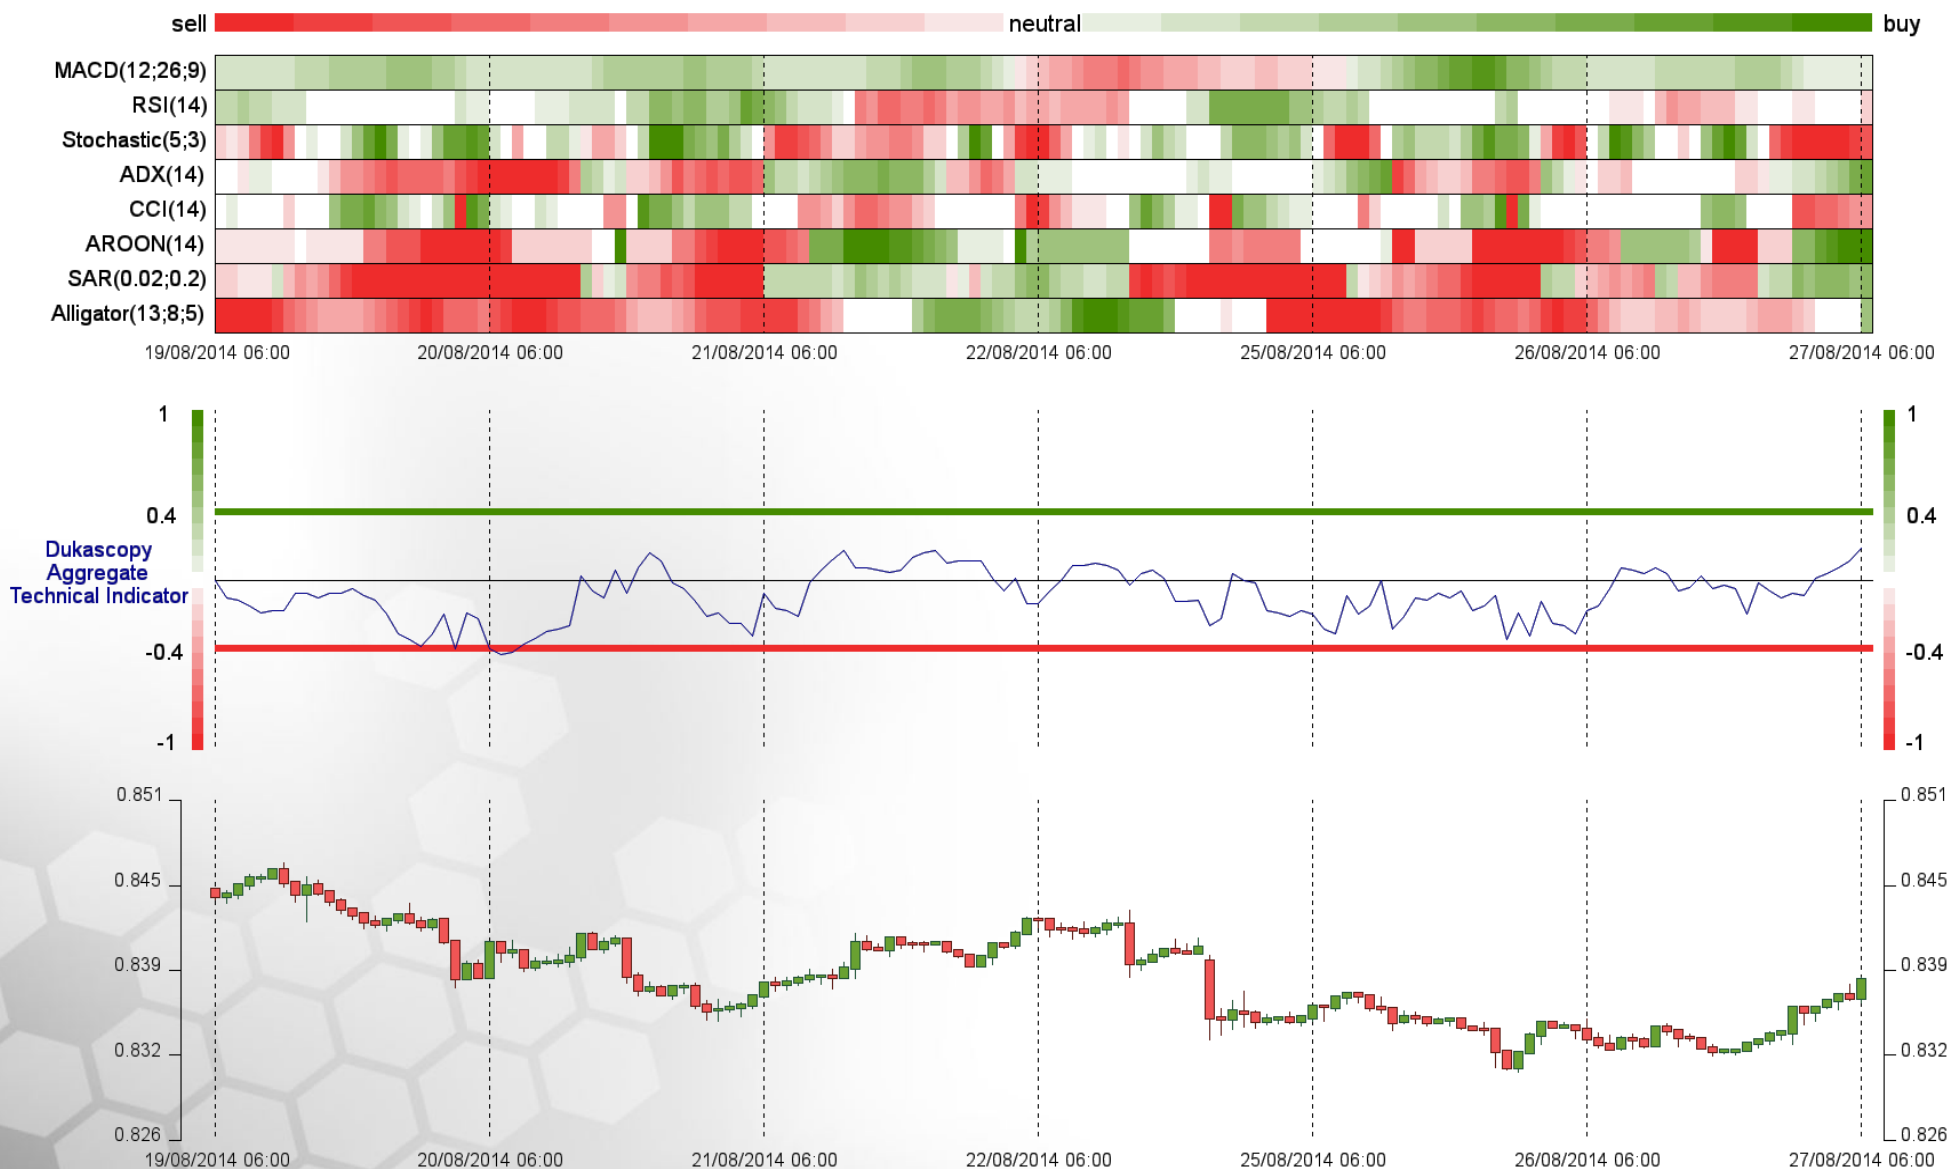 sell neutral buy
MACD(12;26;9)
RSI(14)
Stochastic(5;3)
ADX(14)
CCI(14)
AROON(14)
SAR(0.02;0.2)
Alligator(13;8;5)
19/08/2014 06:00 20/08/2014 06:00 21/08/2014 06:00 22/08/2014 06:00 25/08/2014 06:00 26/08/2014 06:00 27/08/2014 06:00
1 1
0.4 0.4
Dukascopy
Aggregate
Technical Indicator
-0.4 -0.4
-1 -1
0.851 0.851
0.845 0.845
0.839 0.839
0.832 0.832
0.826 0.826
19/08/2014 06:00 20/08/2014 06:00 21/08/2014 06:00 22/08/2014 06:00 25/08/2014 06:00 26/08/2014 06:00 27/08/2014 06:00